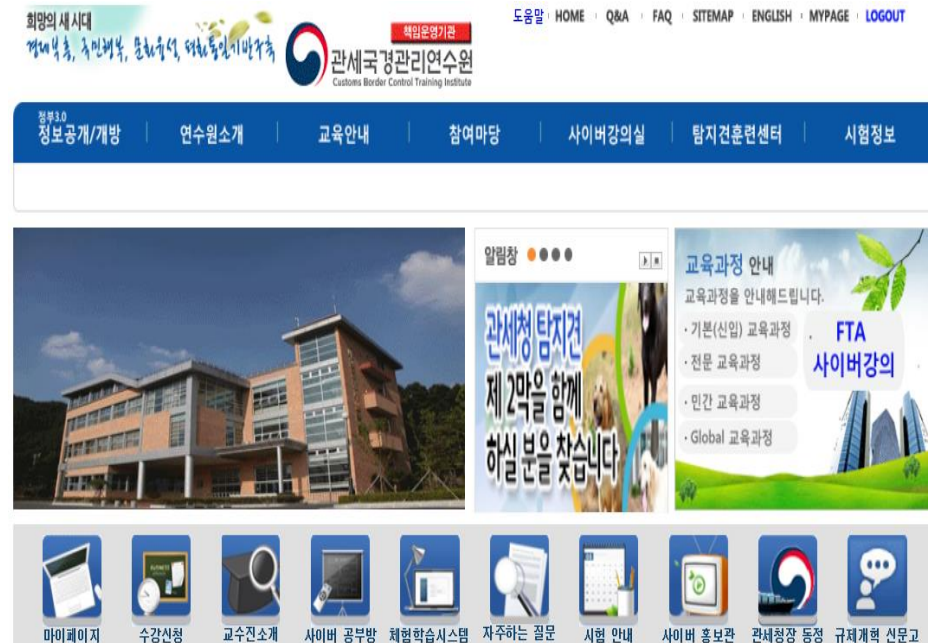 희망의 새 시대
경제부흥, 국민행복, 문화융성, 평화통일기반구축
책임운영기관
관세국경관리연수원
Customs Border Control Training Institute
도움말 HOME Q&A FAQ SITEMAP ENGLISH MYPAGE LOGOUT
정부3.0
정보공개/개방 연수원소개 교육안내 참여마당 사이버강의실 탐지견훈련센터 시험정보
알림창
관세청 탐지견
제 2막을 함께
하실 분을 찾습니다
교육과정 안내
교육과정을 안내해드립니다.
· 기본(신입) 교육과정
· 전문 교육과정
· 민간 교육과정
· Global 교육과정
· FTA
사이버강의
마이페이지 수강신청 교수진소개 사이버 공부방 체험학습시스템 자주하는 질문 시험 안내 사이버 홍보관 관세청장 동정 규제개혁 신문고